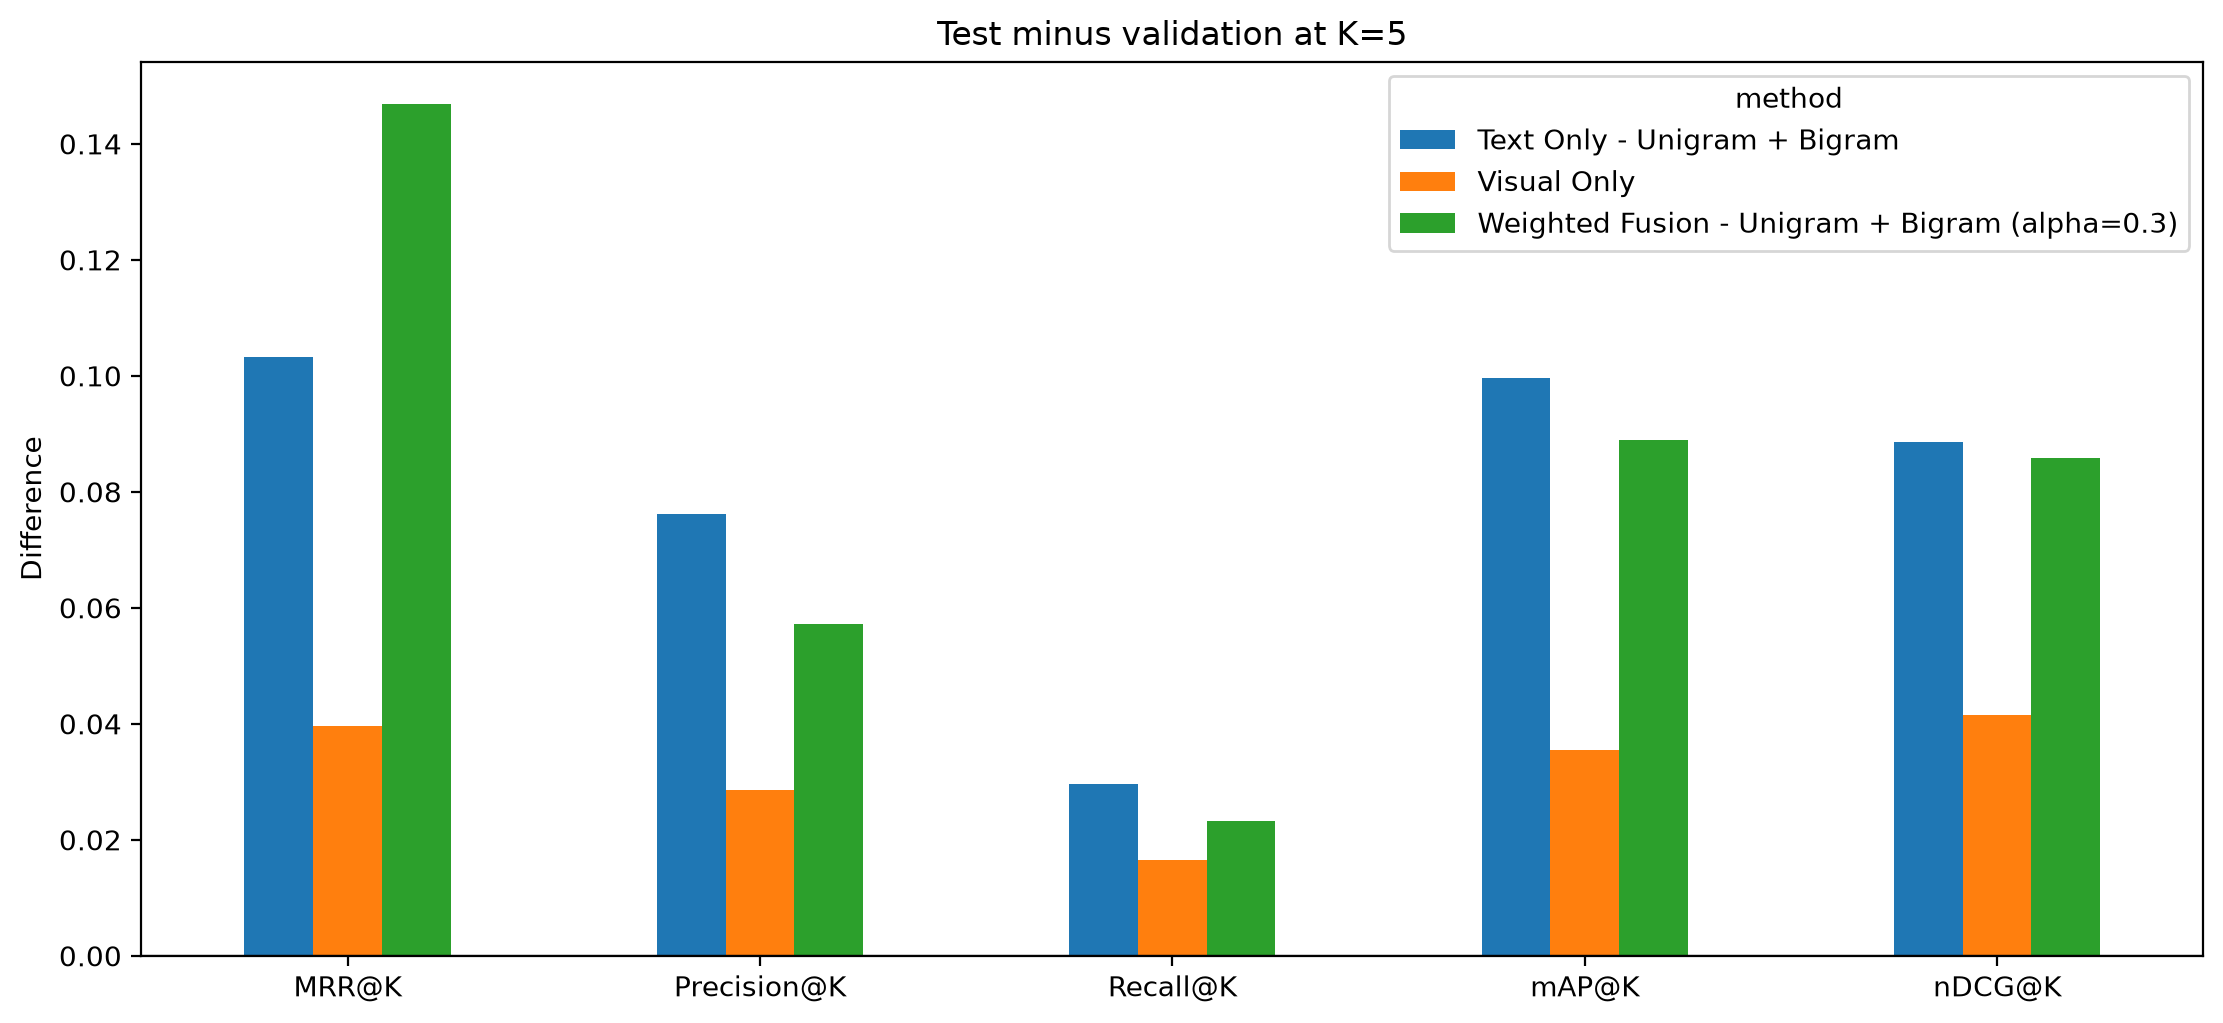 Test minus validation at K=5
method
Text Only - Unigram + Bigram
Visual Only
Weighted Fusion - Unigram + Bigram (alpha=0.3)
Difference
0.14
0.12
0.10
0.08
0.06
0.04
0.02
0.00
MRR@K
Precision@K
Recall@K
mAP@K
nDCG@K